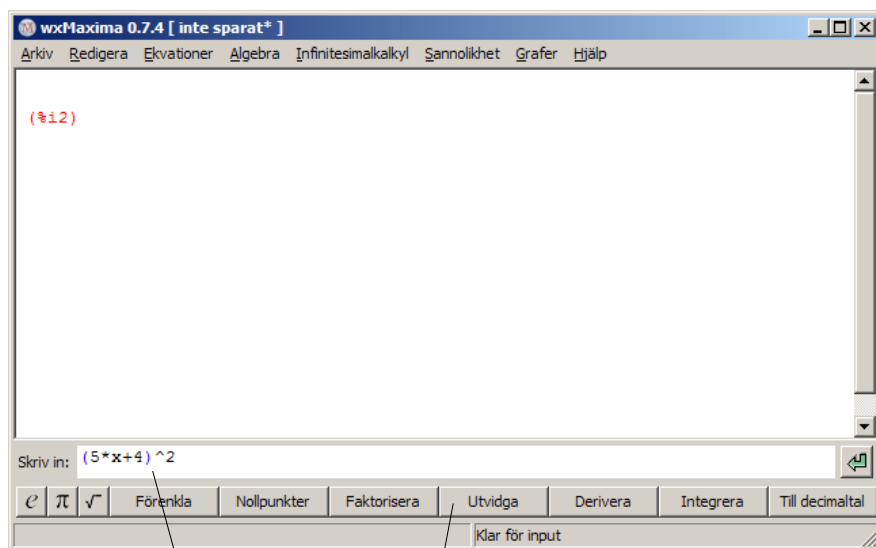 wxMaxima 0.7.4 [ inte sparat* ]
Arkiv Redigera Ekvationer Algebra Infinitesimalkalkyl Sannolikhet Grafer Hjälp
(%i2)
Skriv in: (5*x+4)^2
e π √ Förenkla Nollpunkter Faktorisera Utvidga Derivera Integrera Till decimaltal
Klar för input